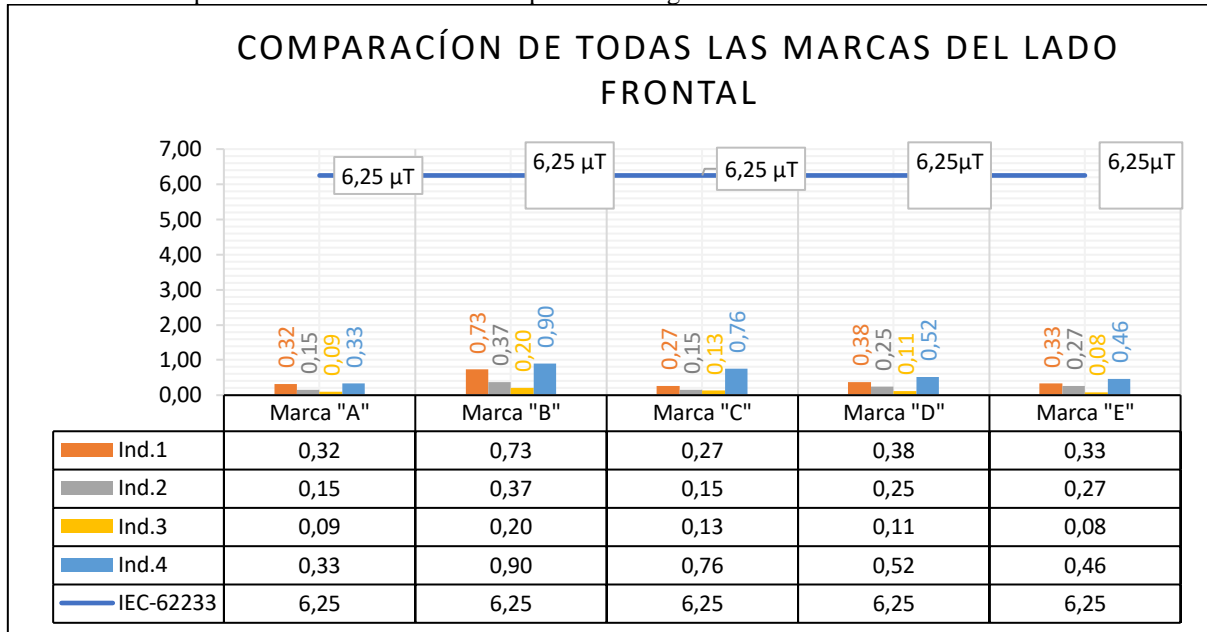 COMPARACÍON DE TODAS LAS MARCAS DEL LADO
FRONTAL
7,00
6,00
5,00
4,00
3,00
2,00
1,00
0,00
6,25 µT
6,25 µT
6,25 µT
6,25µT
6,25µT
0,32
0,15
0,09
0,33
0,73
0,37
0,20
0,90
0,27
0,15
0,13
0,76
0,38
0,25
0,11
0,52
0,33
0,27
0,08
0,46
Marca "A" Marca "B" Marca "C" Marca "D" Marca "E"
Ind.1 0,32 0,73 0,27 0,38 0,33
Ind.2 0,15 0,37 0,15 0,25 0,27
Ind.3 0,09 0,20 0,13 0,11 0,08
Ind.4 0,33 0,90 0,76 0,52 0,46
IEC-62233 6,25 6,25 6,25 6,25 6,25